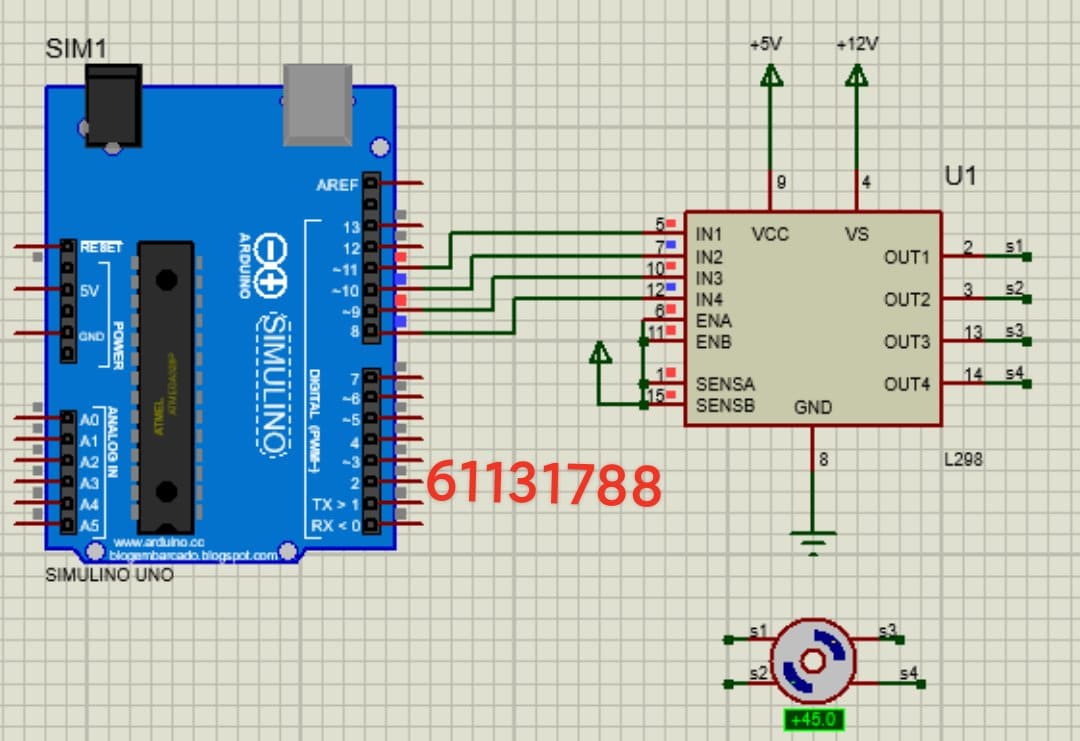 SIM1
AREF
13
12
~11
~10
~9
8
7
~6
~5
4
~3
2
TX > 1
RX < 0
RESET
5V
GND
POWER
A0
A1
A2
A3
A4
A5
ANALOG IN
ATMEL
ATMEGA328P
ARDUINO
SIMULINO
DIGITAL (PWM~)
www.arduino.cc
blogembarcado.blogspot.com
SIMULINO UNO
61131788
+5V
+12V
9
4
U1
5
7
10
12
6
11
1
15
IN1
IN2
IN3
IN4
ENA
ENB
SENSA
SENSB
VCC
VS
OUT1
OUT2
OUT3
OUT4
GND
2
3
13
14
s1
s2
s3
s4
8
L298
s1
s3
s2
s4
+45.0